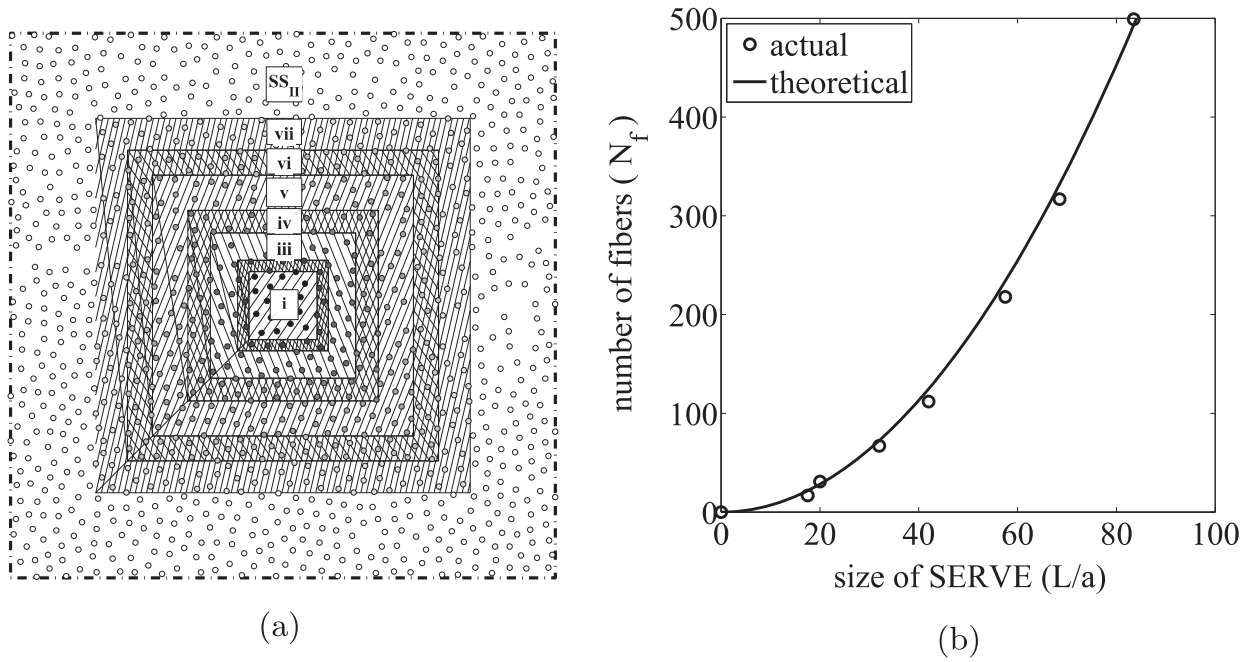 SS_II
vii
vi
v
iv
iii
i
(a)
500
400
300
200
100
0
0 20 40 60 80 100
number of fibers ( N_f )
size of SERVE (L/a)
actual
theoretical
(b)